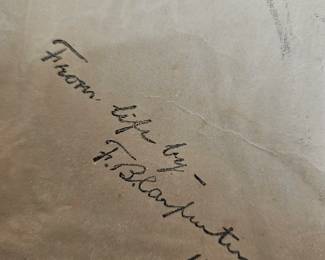 From life by-
F. B. Carpenter